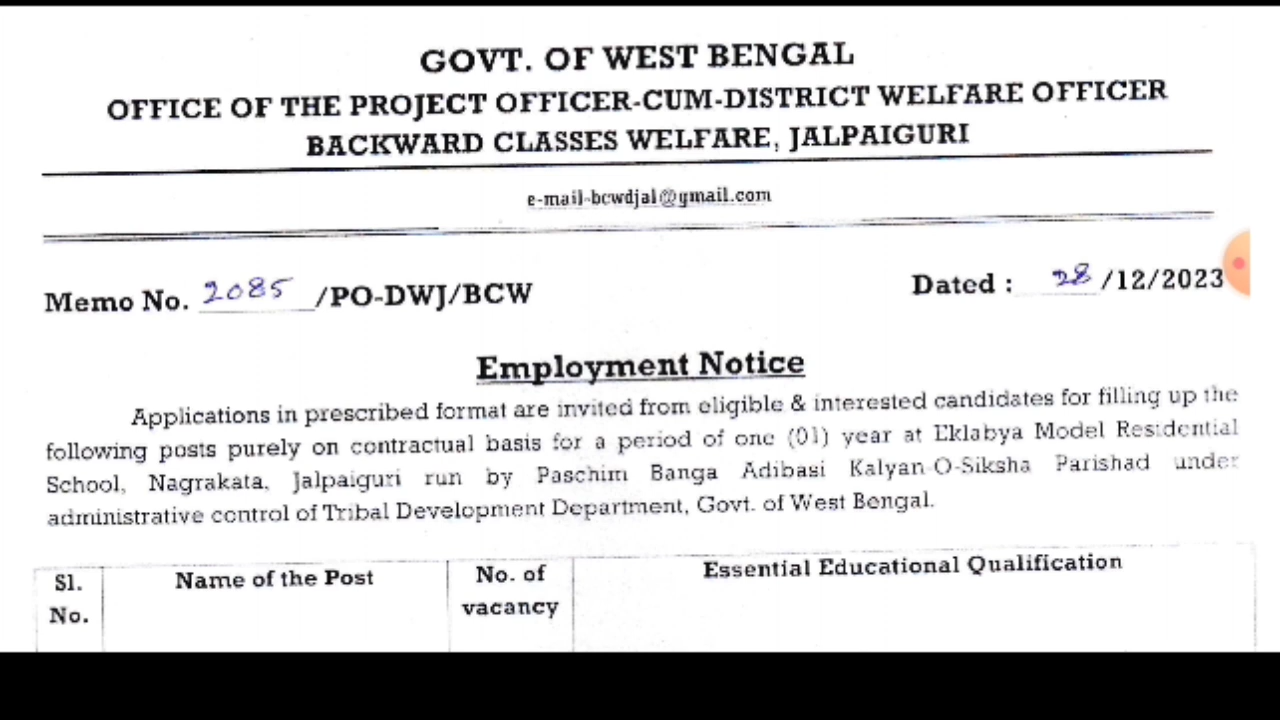 GOVT. OF WEST BENGAL
OFFICE OF THE PROJECT OFFICER-CUM-DISTRICT WELFARE OFFICER
BACKWARD CLASSES WELFARE, JALPAIGURI
e-mail-bcwdjal@gmail.com
Memo No. 2085 /PO-DWJ/BCW Dated : 28 /12/2023
Employment Notice
Applications in prescribed format are invited from eligible & interested candidates for filling up the
following posts purely on contractual basis for a period of one (01) year at Eklabya Model Residential
School, Nagrakata, Jalpaiguri run by Paschim Banga Adibasi Kalyan-O-Siksha Parishad under
administrative control of Tribal Development Department, Govt. of West Bengal.
Sl. No. Name of the Post No. of vacancy Essential Educational Qualification